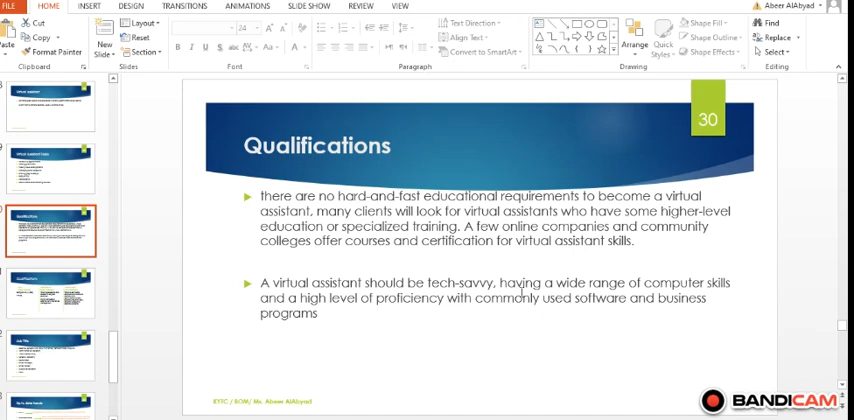 FILE HOME INSERT DESIGN TRANSITIONS ANIMATIONS SLIDE SHOW REVIEW VIEW Abeer AlAbyad
Cut
Copy
Format Painter
Paste
Clipboard
New Slide
Layout
Reset
Section
Slides
24
B I U S abc AV Aa A
Font
Paragraph
Text Direction
Align Text
Convert to SmartArt
Arrange
Quick Styles
Shape Fill
Shape Outline
Shape Effects
Drawing
Find
Replace
Select
Editing
30
Qualifications
there are no hard-and-fast educational requirements to become a virtual
assistant, many clients will look for virtual assistants who have some higher-level
education or specialized training. A few online companies and community
colleges offer courses and certification for virtual assistant skills.
A virtual assistant should be tech-savvy, having a wide range of computer skills
and a high level of proficiency with commonly used software and business
programs
KYTC / BOM/ Ms. Abeer AlAbyad
BANDICAM